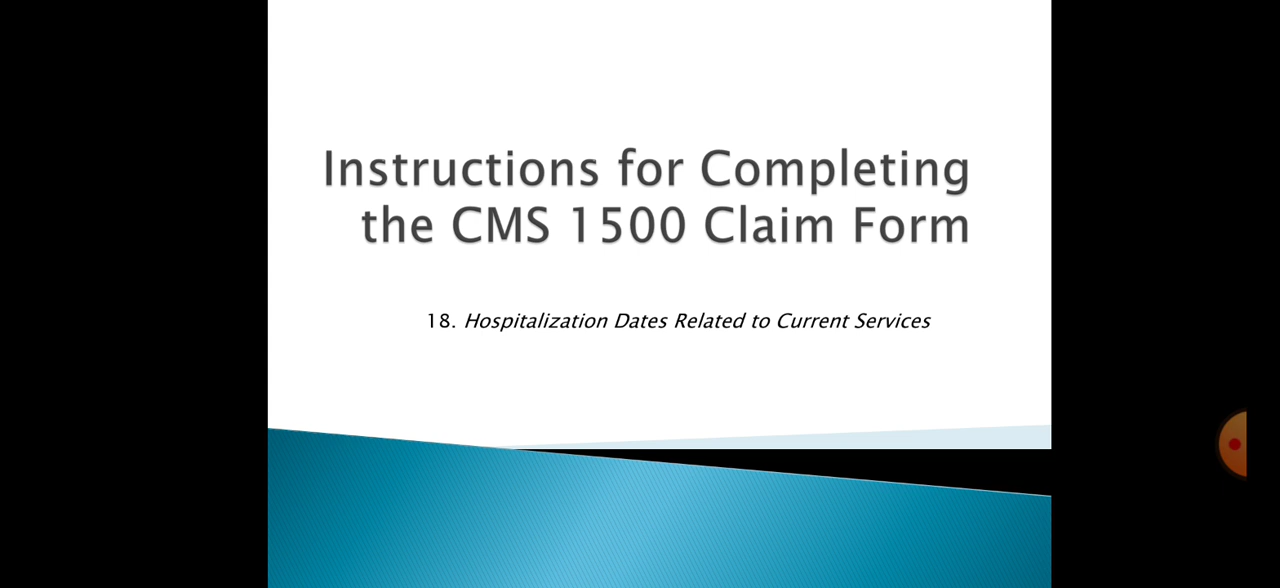 Instructions for Completing
the CMS 1500 Claim Form
18. Hospitalization Dates Related to Current Services